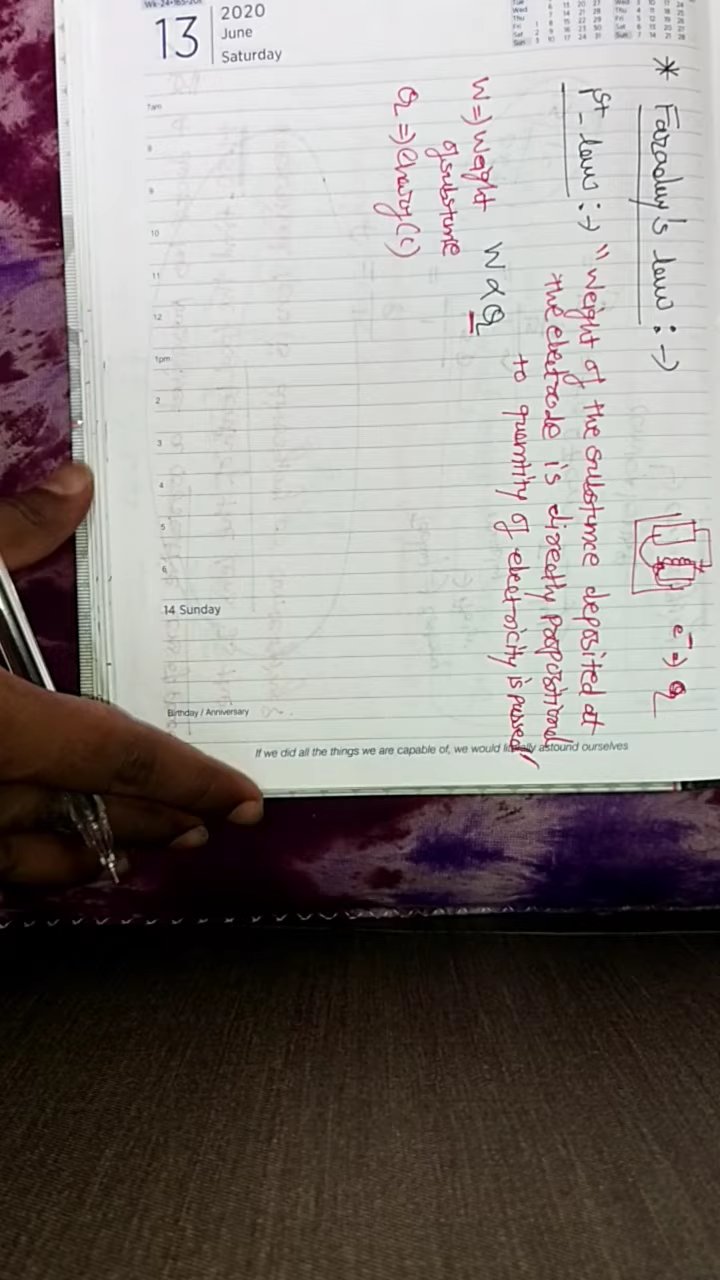 13
2020
June
Saturday
7am
8
9
10
11
12
1pm
2
3
4
5
6
14 Sunday
Birthday / Anniversary
If we did all the things we are capable of, we would literally astound ourselves
* Faraday's law :→
e⁻ ⇒ Q
1st law :→ "Weight of the substance deposited at
the electrode is directly propositional
to quantity of electricity is passed"
W ∝ Q
W ⇒ Weight
of substance
Q ⇒ Charg (C)